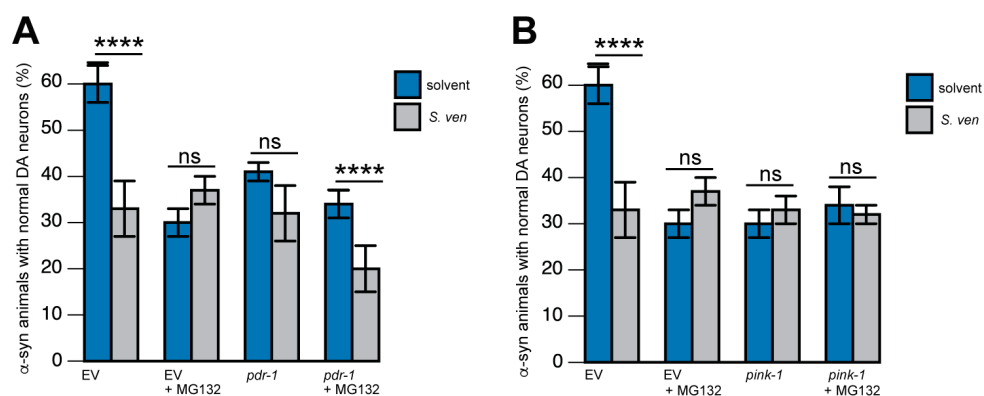 A
α-syn animals with normal DA neurons (%)
60
50
40
30
20
10
0
****
ns
ns
****
EV
EV
+ MG132
pdr-1
pdr-1
+ MG132
solvent
S. ven
B
α-syn animals with normal DA neurons (%)
60
50
40
30
20
10
0
****
ns
ns
ns
EV
EV
+ MG132
pink-1
pink-1
+ MG132
solvent
S. ven